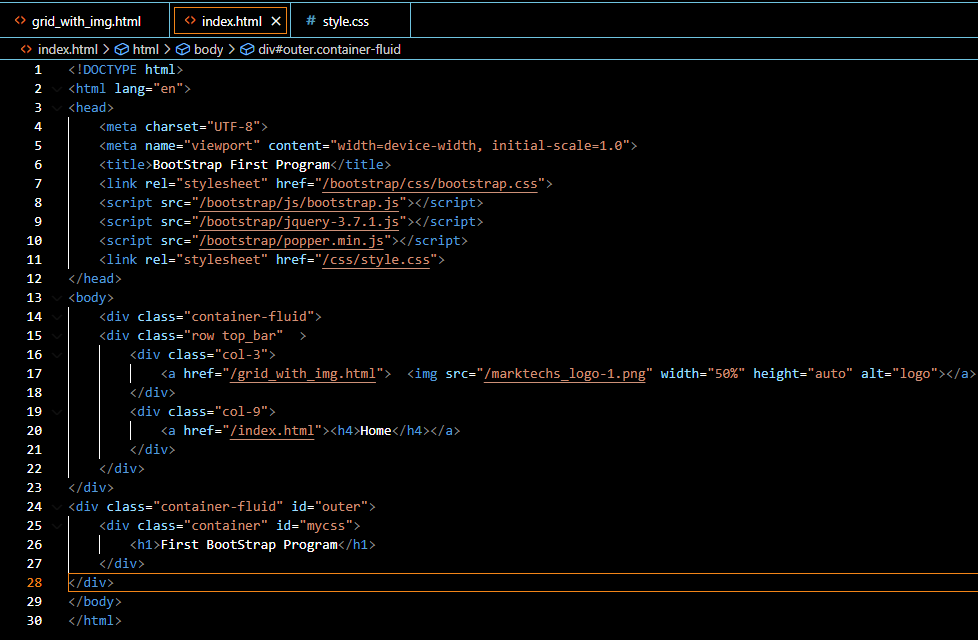 grid_with_img.html index.html × # style.css
index.html > html > body > div#outer.container-fluid
1 <!DOCTYPE html>
2 <html lang="en">
3 <head>
4 <meta charset="UTF-8">
5 <meta name="viewport" content="width=device-width, initial-scale=1.0">
6 <title>BootStrap First Program</title>
7 <link rel="stylesheet" href="/bootstrap/css/bootstrap.css">
8 <script src="/bootstrap/js/bootstrap.js"></script>
9 <script src="/bootstrap/jquery-3.7.1.js"></script>
10 <script src="/bootstrap/popper.min.js"></script>
11 <link rel="stylesheet" href="/css/style.css">
12 </head>
13 <body>
14 <div class="container-fluid">
15 <div class="row top_bar"  >
16 <div class="col-3">
17 <a href="/grid_with_img.html">  <img src="/marktechs_logo-1.png" width="50%" height="auto" alt="logo"></a>
18 </div>
19 <div class="col-9">
20 <a href="/index.html"><h4>Home</h4></a>
21 </div>
22 </div>
23 </div>
24 <div class="container-fluid" id="outer">
25 <div class="container" id="mycss">
26 <h1>First BootStrap Program</h1>
27 </div>
28 </div>
29 </body>
30 </html>